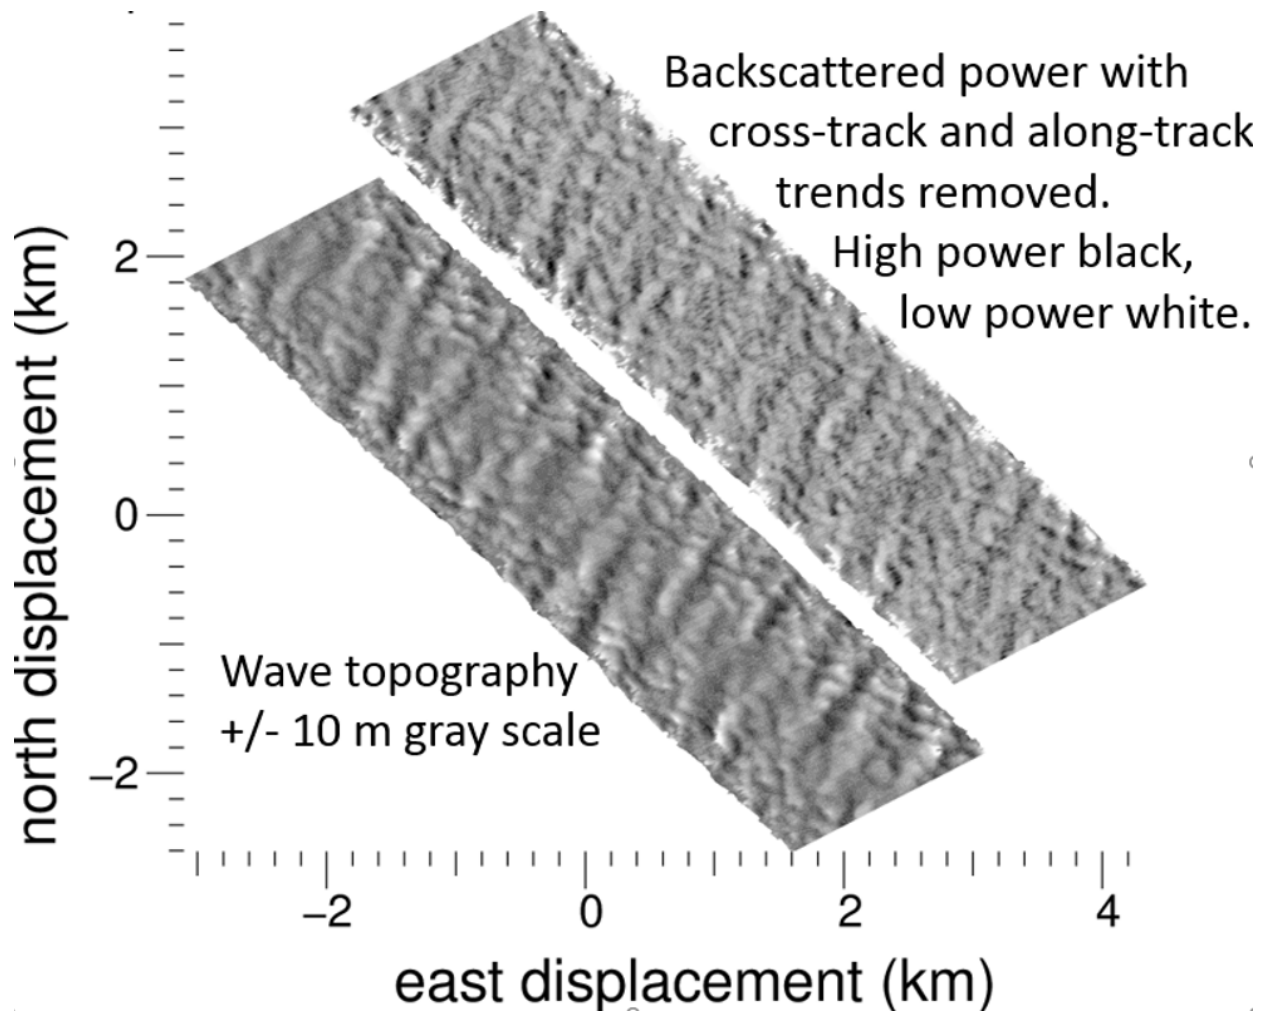 Backscattered power with
cross-track and along-track
trends removed.
High power black,
low power white.
2
0
−2
north displacement (km)
Wave topography
+/- 10 m gray scale
−2
0
2
4
east displacement (km)